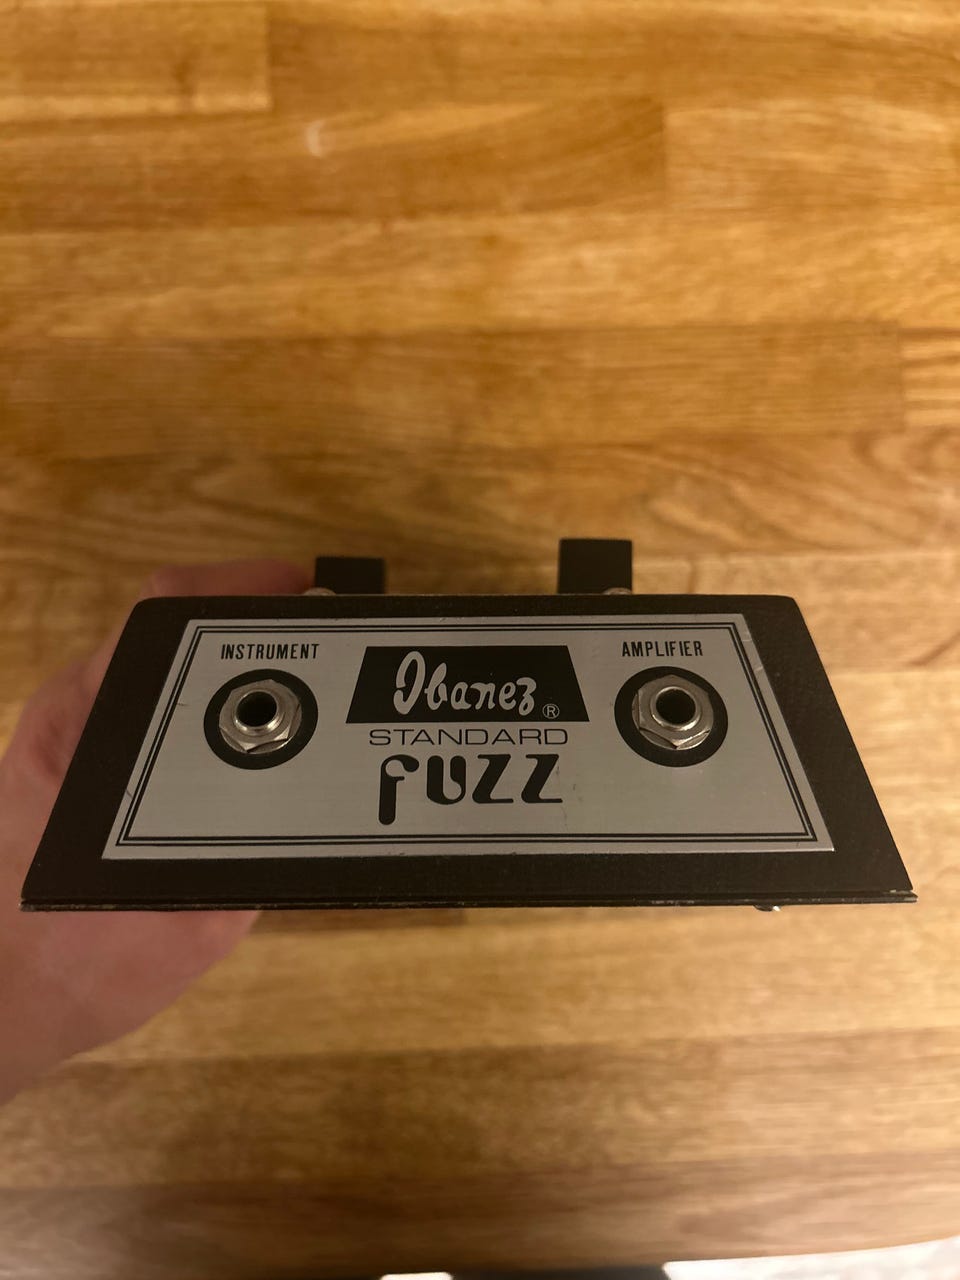 INSTRUMENT
AMPLIFIER
Ibanez ®
STANDARD
fuzz